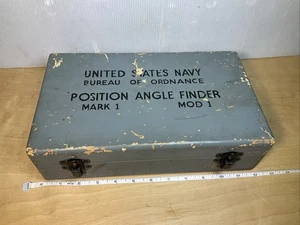 UNITED STATES NAVY
BUREAU OF ORDNANCE
POSITION ANGLE FINDER
MARK 1 MOD 1